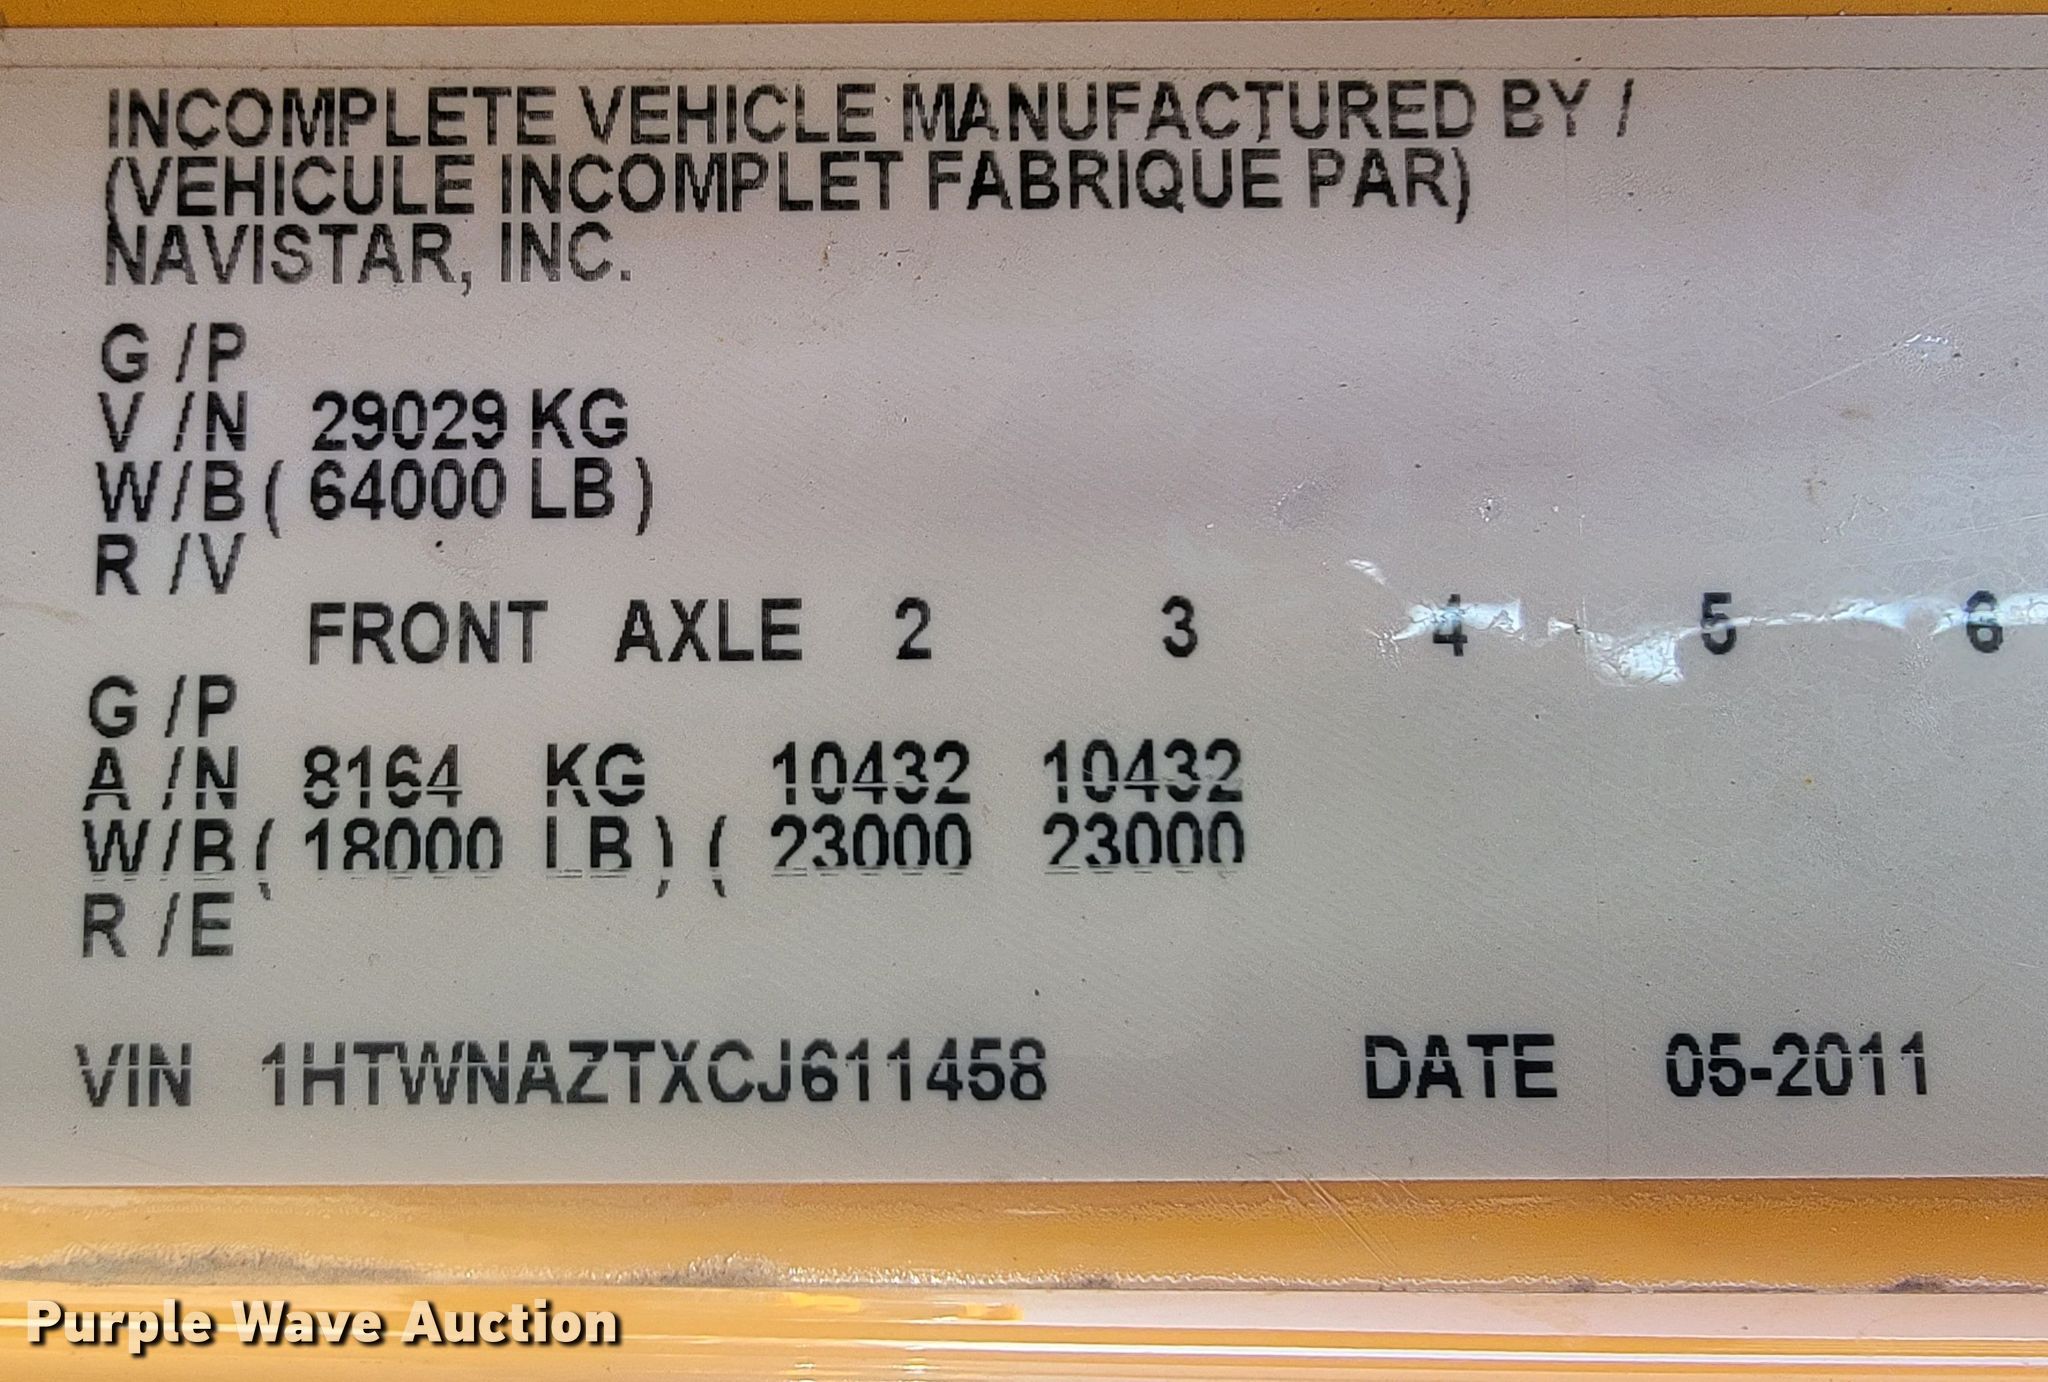 INCOMPLETE VEHICLE MANUFACTURED BY /
(VEHICULE INCOMPLET FABRIQUE PAR)
NAVISTAR, INC.
G /P
V /N 29029 KG
W/B ( 64000 LB )
R /V
FRONT AXLE 2 3 4 5 6
G /P
A /N 8164 KG 10432 10432
W/B ( 18000 LB ) ( 23000 23000
R /E
VIN 1HTWNAZTXCJ611458 DATE 05-2011
Purple Wave Auction